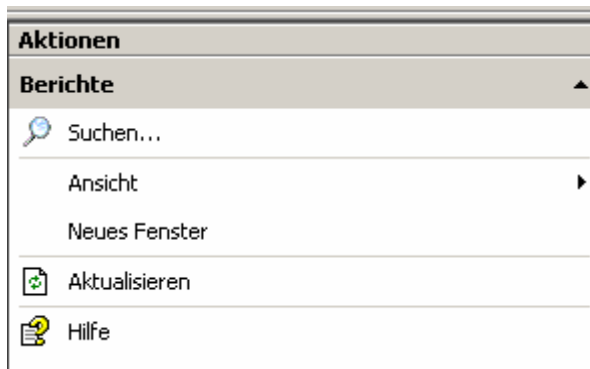 Aktionen
Berichte
Suchen...
Ansicht
Neues Fenster
Aktualisieren
Hilfe